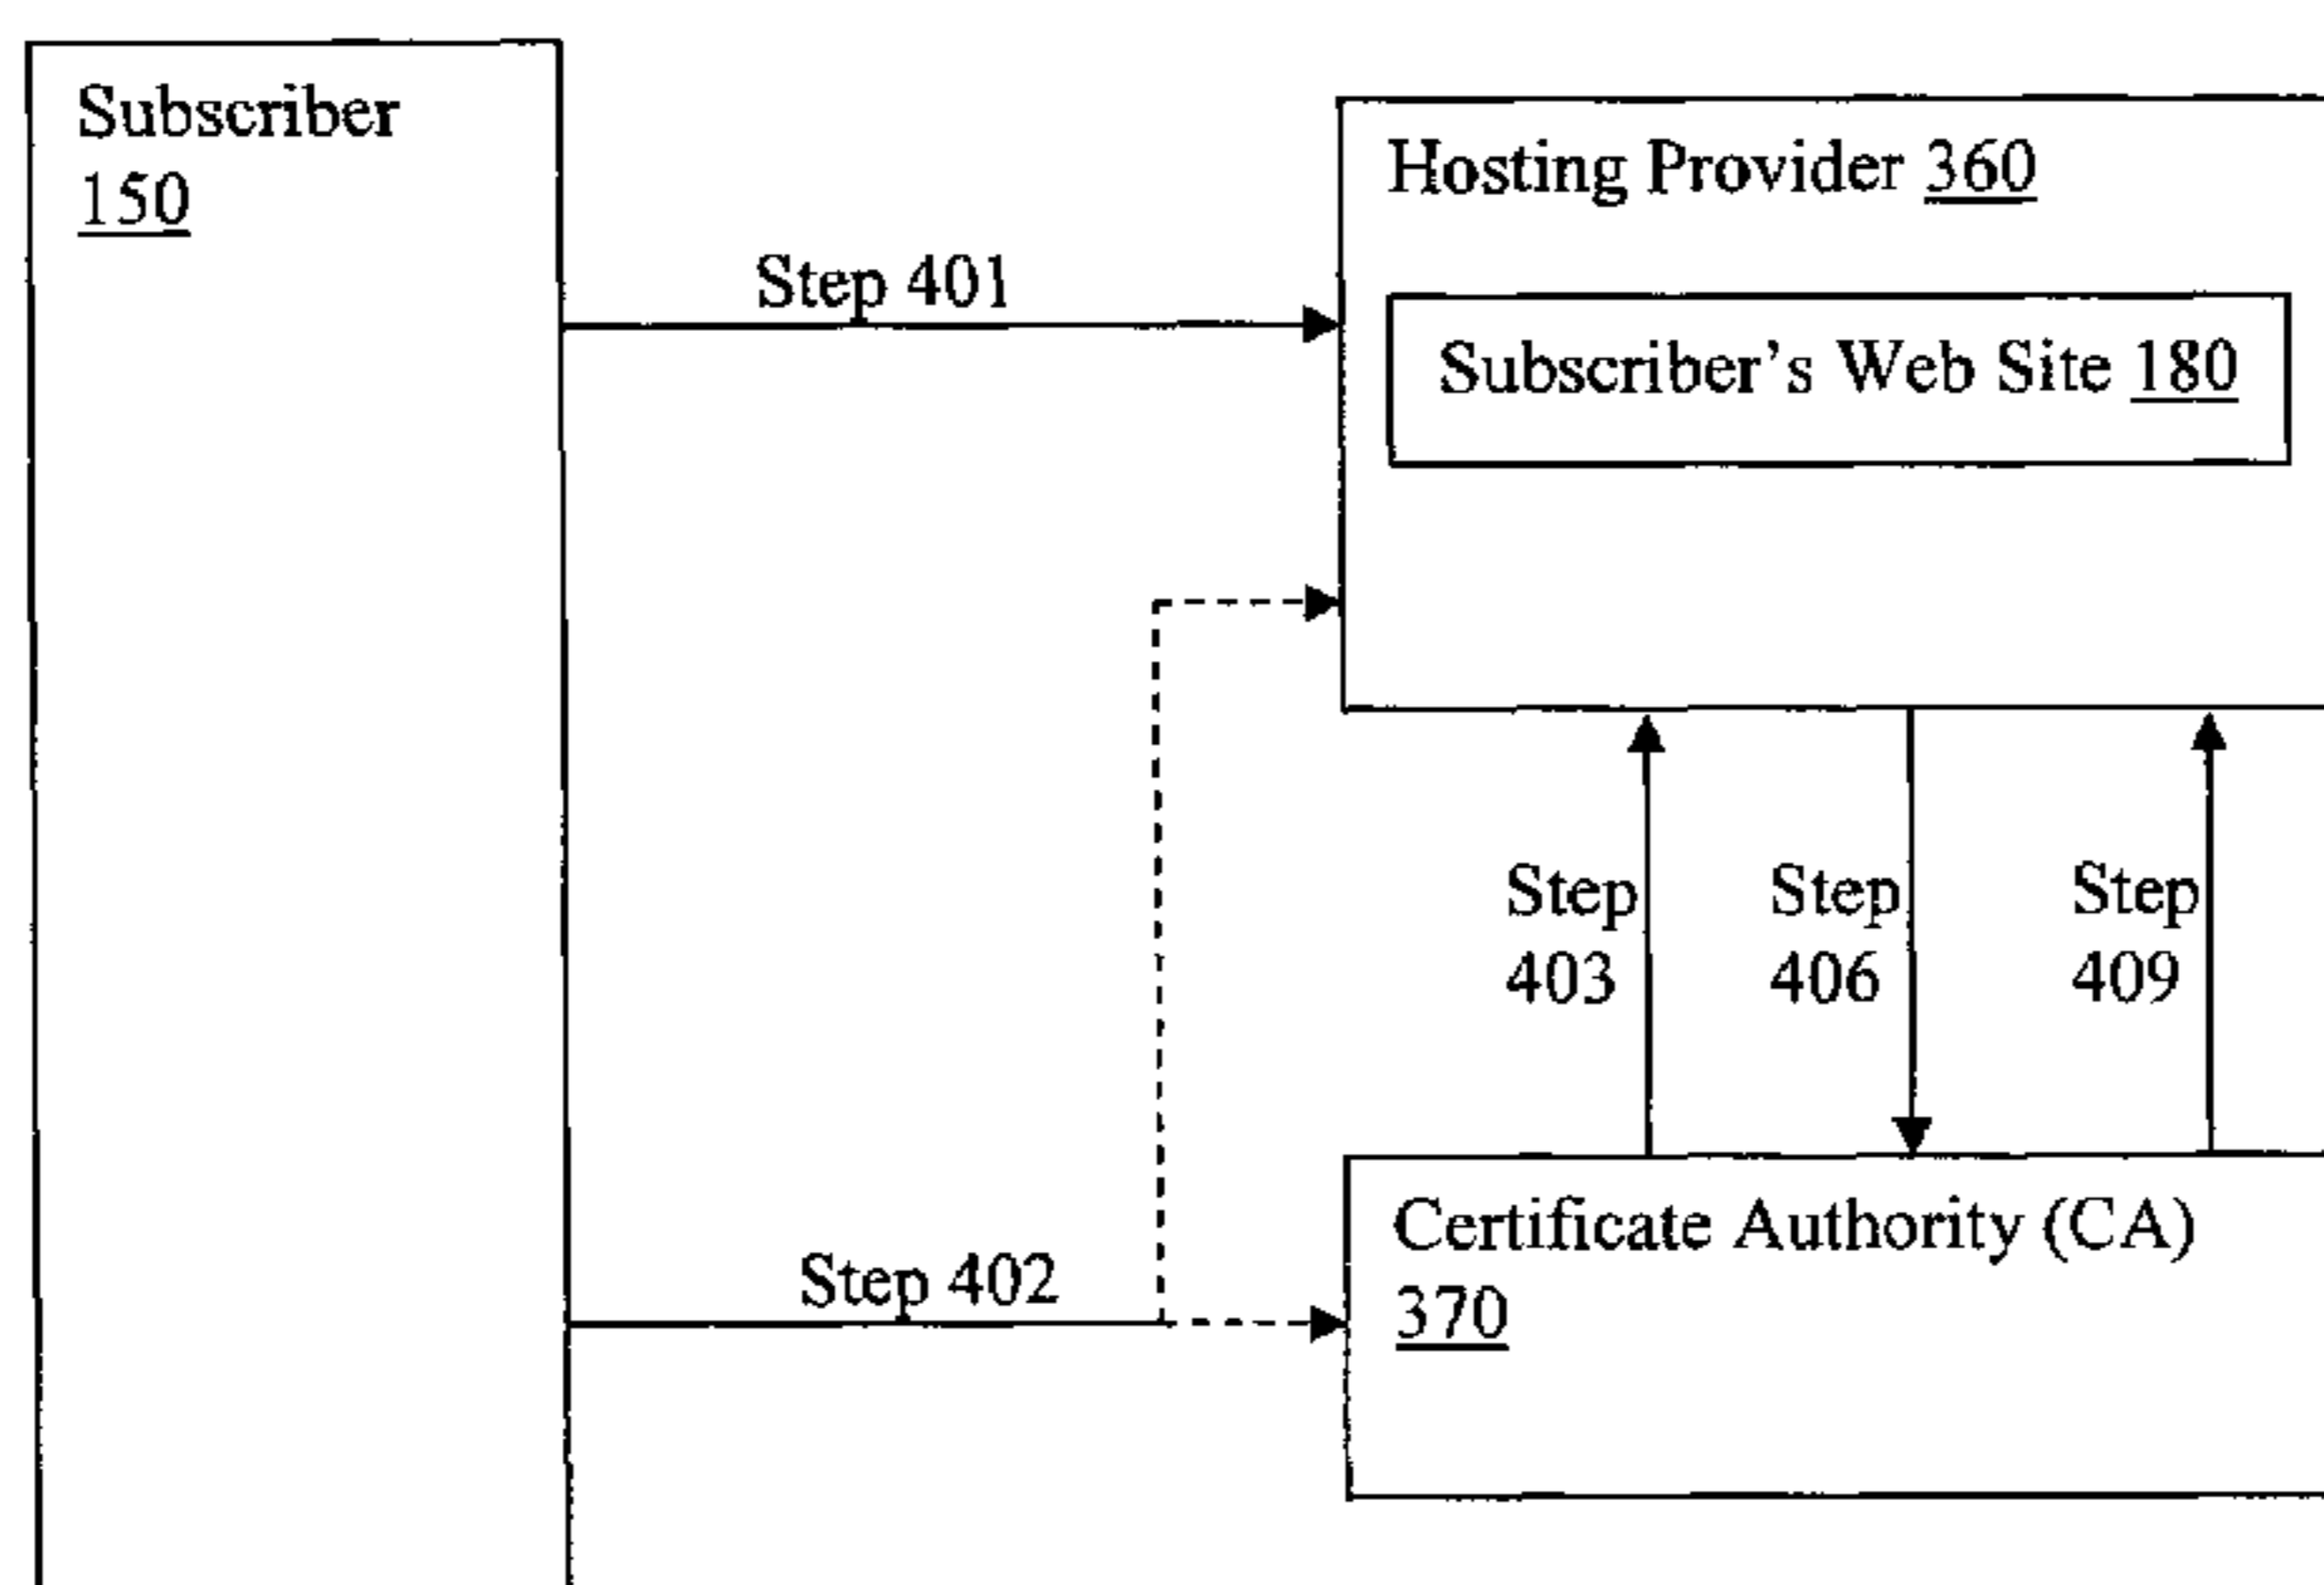 Subscriber
150
Hosting Provider 360
Step 401
Subscriber’s Web Site 180
Step
403
Step
406
Step
409
Certificate Authority (CA)
370
Step 402